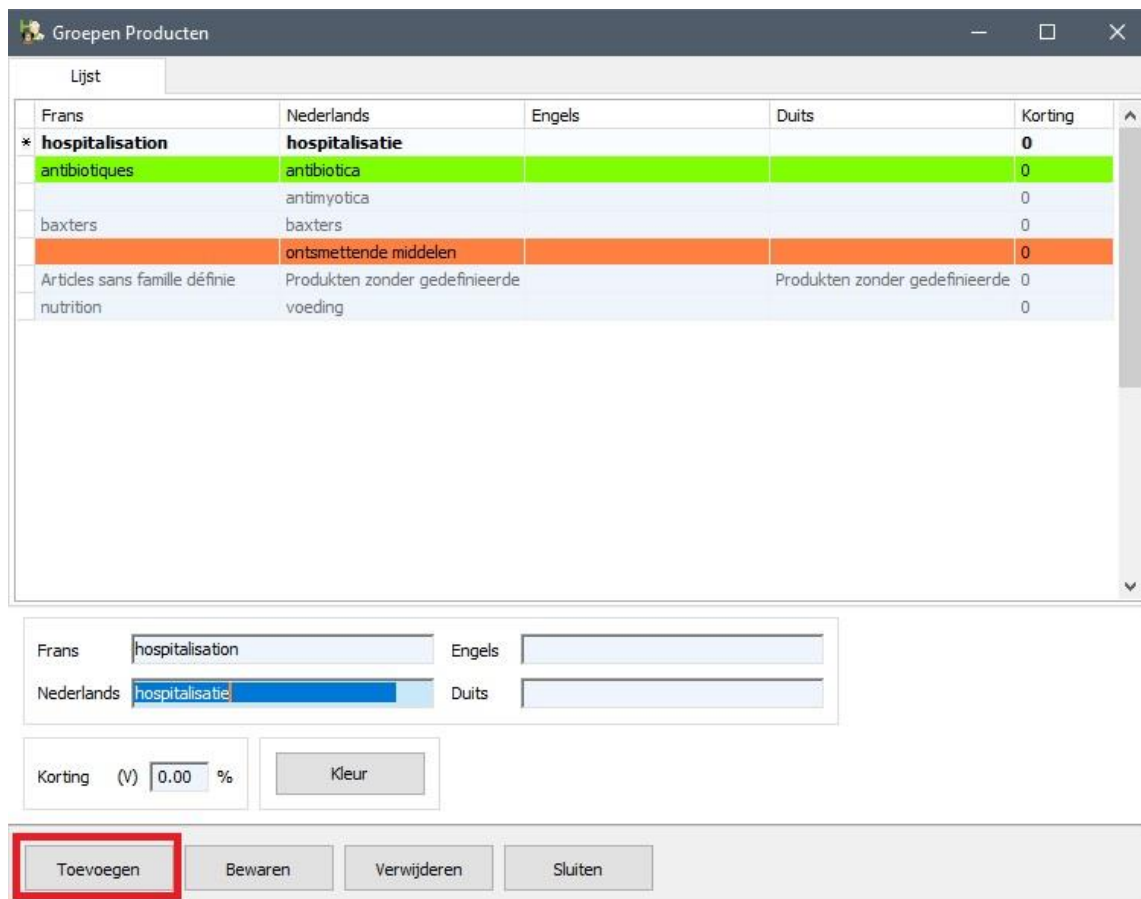 Groepen Producten
Lijst
Frans Nederlands Engels Duits Korting
* hospitalisation hospitalisatie 0
antibiotiques antibiotica 0
antimyotica 0
baxters baxters 0
ontsmettende middelen 0
Articles sans famille définie Produkten zonder gedefinieerde Produkten zonder gedefinieerde 0
nutrition voeding 0
Frans hospitalisation Engels
Nederlands hospitalisatie Duits
Korting (V) 0.00 % Kleur
Toevoegen Bewaren Verwijderen Sluiten